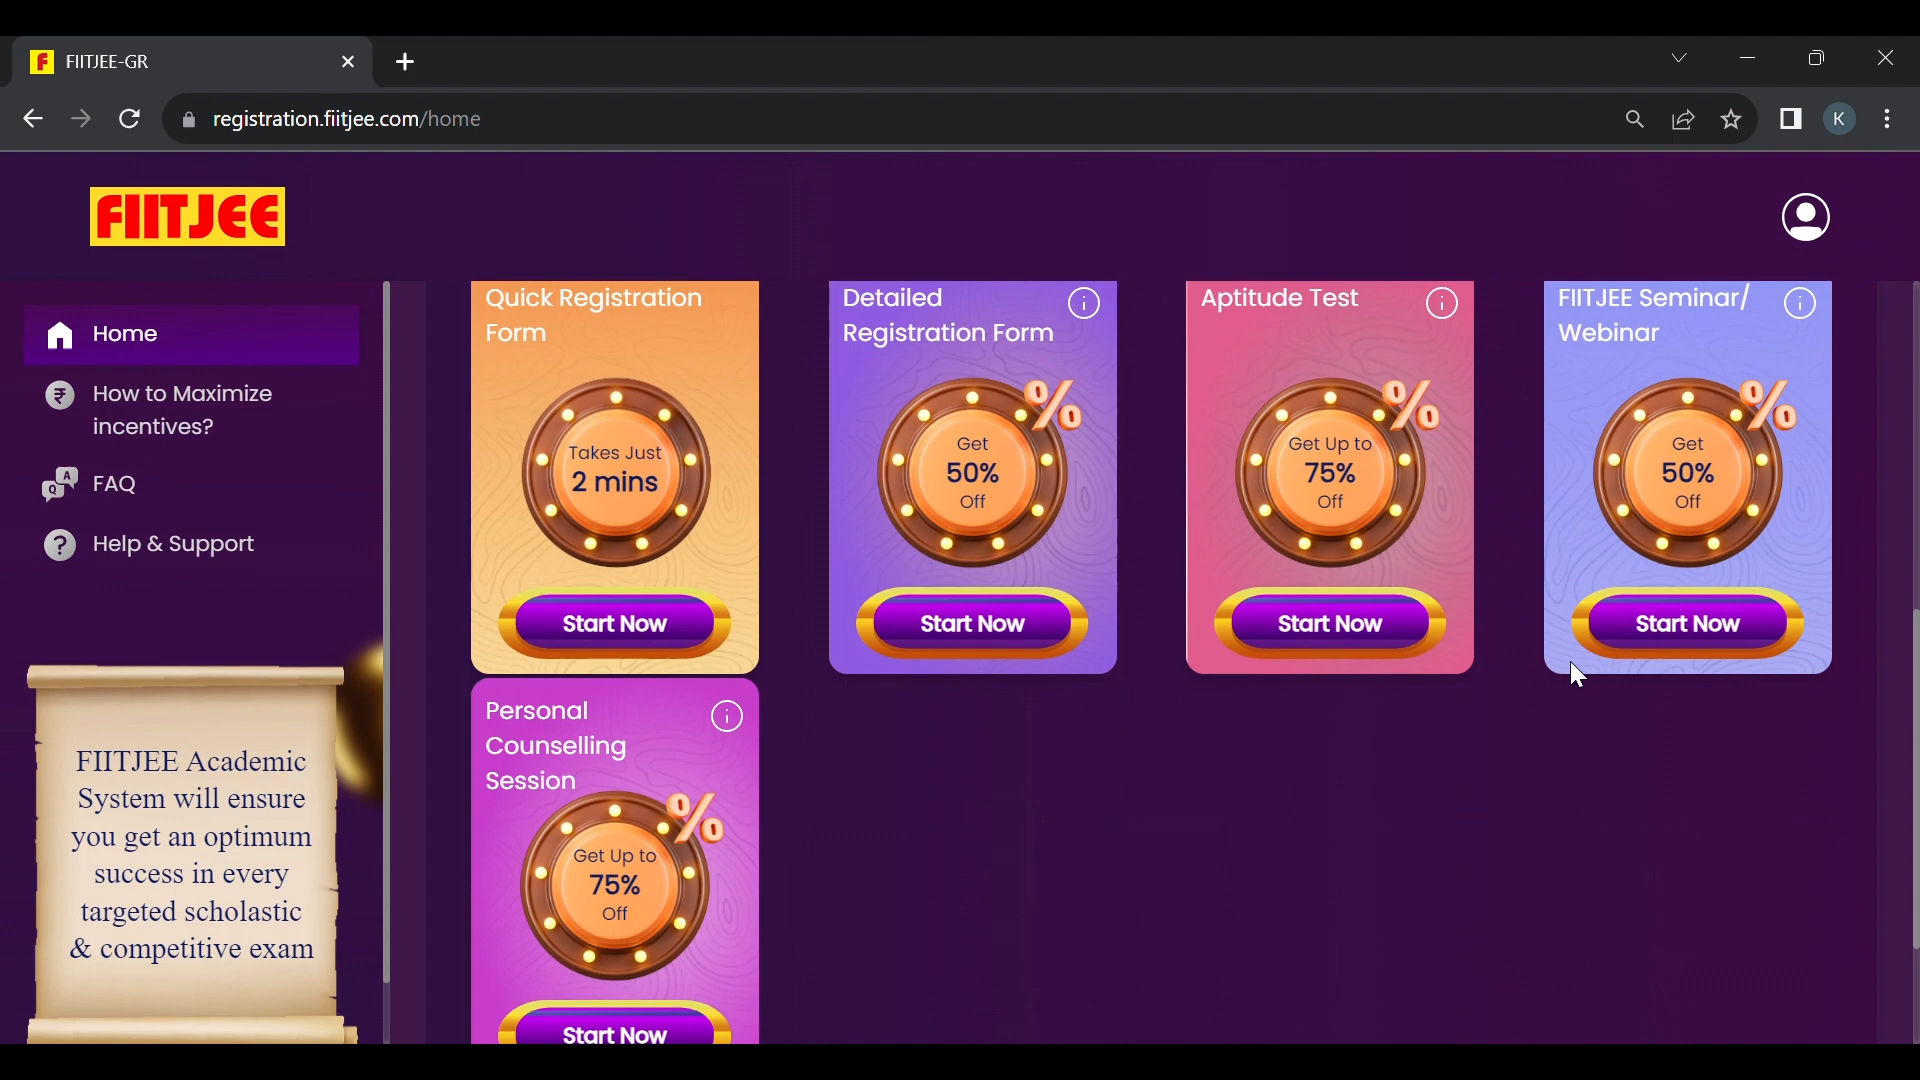 FIITJEE-GR
registration.fiitjee.com/home
K
FIITJEE
Home
How to Maximize
incentives?
FAQ
Help & Support
FIITJEE Academic
System will ensure
you get an optimum
success in every
targeted scholastic
& competitive exam
Quick Registration
Form
Takes Just
2 mins
Start Now
Detailed
Registration Form
Get
50%
Off
%
Start Now
Aptitude Test
Get Up to
75%
Off
%
Start Now
FIITJEE Seminar/
Webinar
Get
50%
Off
%
Start Now
Personal
Counselling
Session
Get Up to
75%
Off
%
Start Now